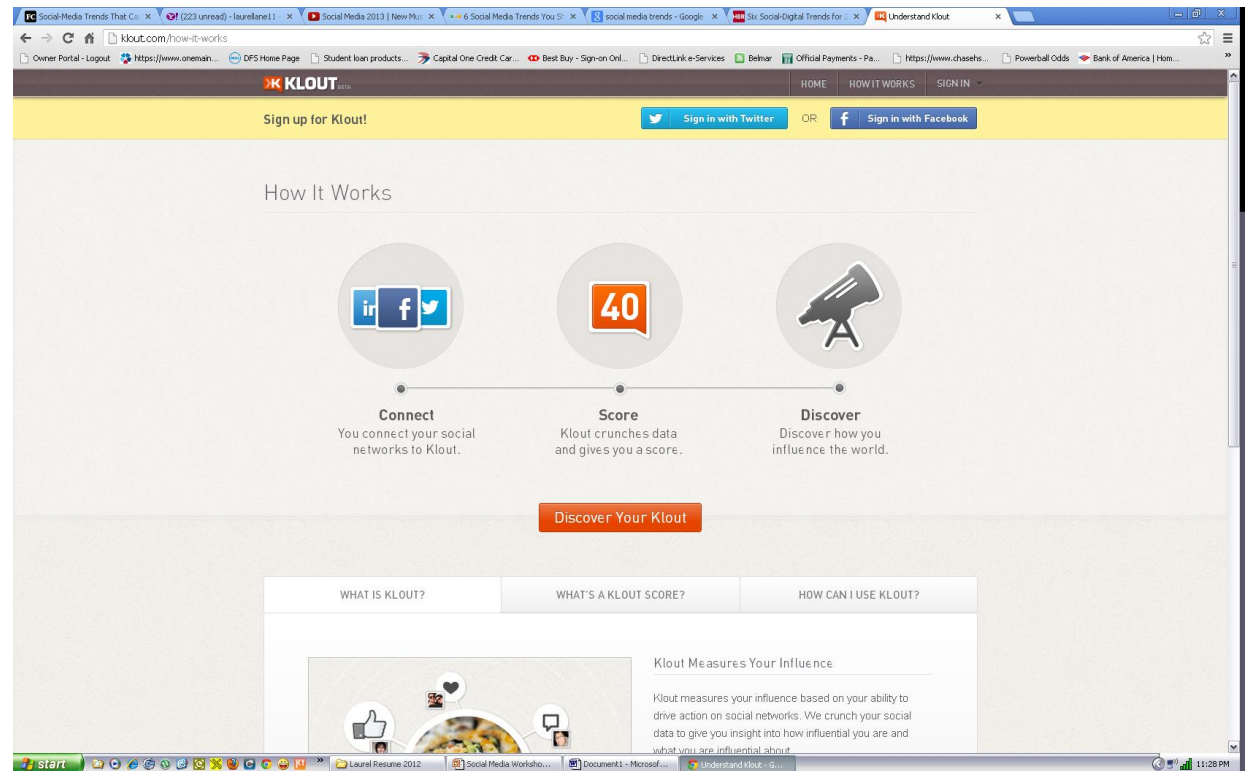 Social-Media Trends That Ca
(223 unread) - laurellane11 -
Social Media 2013 | New Mu
6 Social Media Trends You S
social media trends - Google
Six Social-Digital Trends for 2
Understand Klout
klout.com/how-it-works
Owner Portal - Logout
https://www.onemain...
DFS Home Page
Student loan products...
Capital One Credit Car...
Best Buy - Sign-on Onl...
DirectLink e-Services
Belmar
Official Payments - Pa...
https://www.chasehs...
Powerball Odds
Bank of America | Hom...
»
KLOUT BETA
HOME
HOW IT WORKS
SIGN IN
Sign up for Klout!
Sign in with Twitter
OR
Sign in with Facebook
How It Works
in f
40
Connect
You connect your social
networks to Klout.
Score
Klout crunches data
and gives you a score.
Discover
Discover how you
influence the world.
Discover Your Klout
WHAT IS KLOUT?
WHAT'S A KLOUT SCORE?
HOW CAN I USE KLOUT?
Klout Measures Your Influence
Klout measures your influence based on your ability to
drive action on social networks. We crunch your social
data to give you insight into how influential you are and
what you are influential about.
start
»
Laurel Resume 2012
Social Media Worksho...
Document1 - Microsof...
Understand Klout - G...
11:28 PM